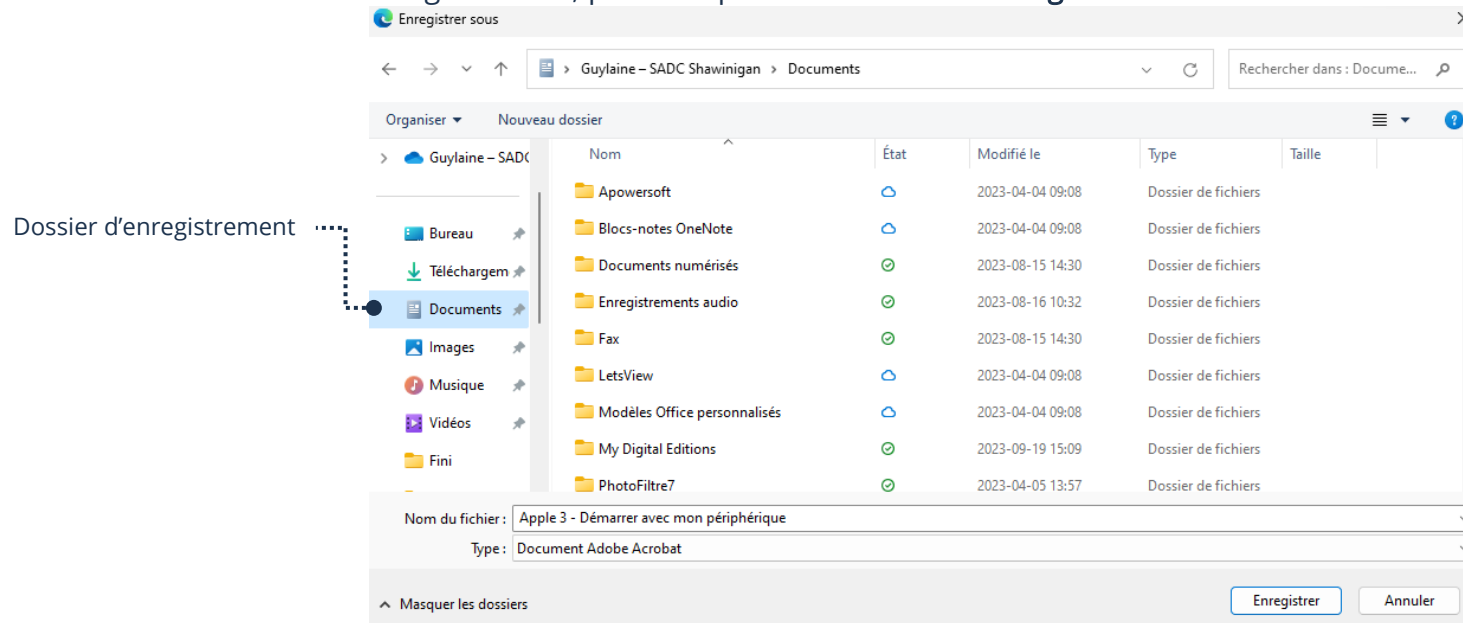 Enregistrer sous
Guylaine – SADC Shawinigan > Documents
Rechercher dans : Docume...
Organiser
Nouveau dossier
Guylaine – SADC
Nom
État
Modifié le
Type
Taille
Apowersoft 2023-04-04 09:08 Dossier de fichiers
Blocs-notes OneNote 2023-04-04 09:08 Dossier de fichiers
Documents numérisés 2023-08-15 14:30 Dossier de fichiers
Enregistrements audio 2023-08-16 10:32 Dossier de fichiers
Fax 2023-08-15 14:30 Dossier de fichiers
LetsView 2023-04-04 09:08 Dossier de fichiers
Modèles Office personnalisés 2023-04-04 09:08 Dossier de fichiers
My Digital Editions 2023-09-19 15:09 Dossier de fichiers
PhotoFiltre7 2023-04-05 13:57 Dossier de fichiers
Dossier d'enregistrement
Bureau
Téléchargem
Documents
Images
Musique
Vidéos
Fini
Nom du fichier : Apple 3 - Démarrer avec mon périphérique
Type : Document Adobe Acrobat
Masquer les dossiers
Enregistrer
Annuler